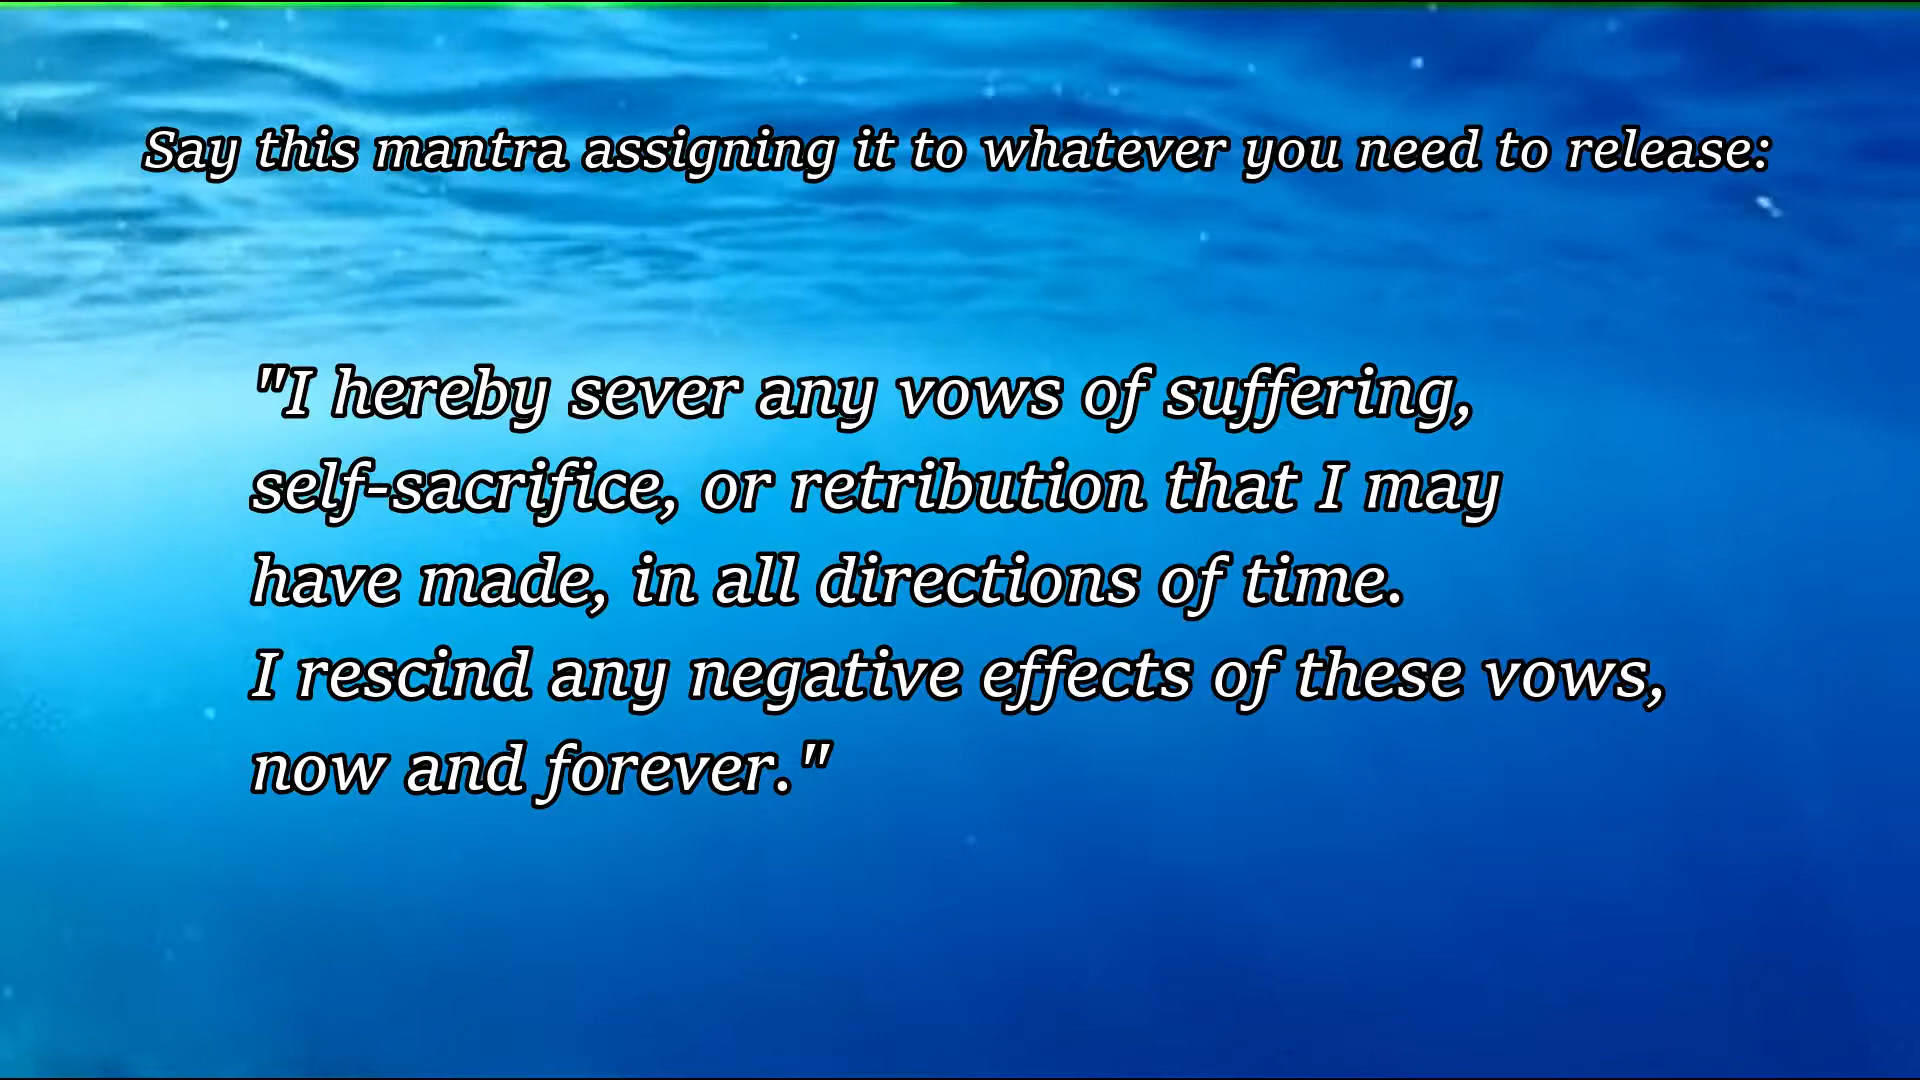 Say this mantra assigning it to whatever you need to release:
"I hereby sever any vows of suffering,
self-sacrifice, or retribution that I may
have made, in all directions of time.
I rescind any negative effects of these vows,
now and forever."